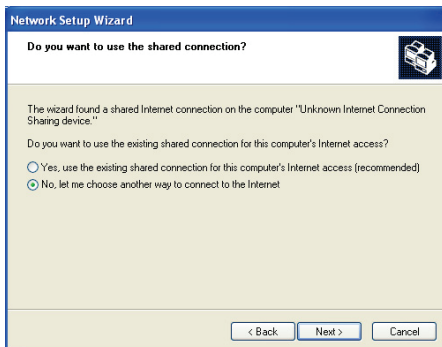 Network Setup Wizard
Do you want to use the shared connection?
The wizard found a shared Internet connection on the computer "Unknown Internet Connection
Sharing device."
Do you want to use the existing shared connection for this computer's Internet access?
Yes, use the existing shared connection for this computer's Internet access (recommended)
No, let me choose another way to connect to the Internet
< Back Next > Cancel